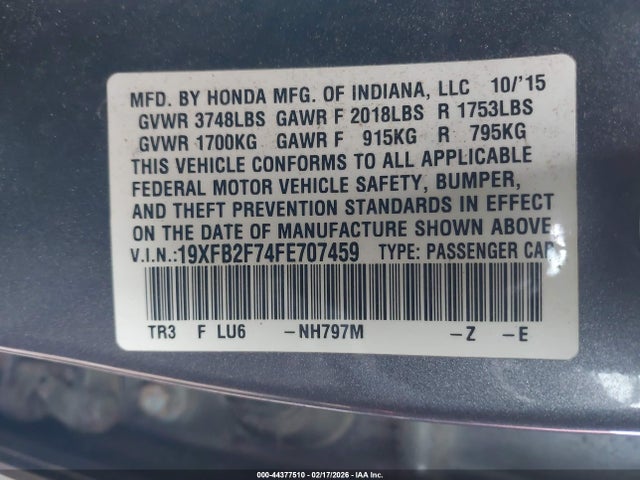 MFD. BY HONDA MFG. OF INDIANA, LLC 10/'15
GVWR 3748LBS GAWR F 2018LBS R 1753LBS
GVWR 1700KG GAWR F 915KG R 795KG
THIS VEHICLE CONFORMS TO ALL APPLICABLE
FEDERAL MOTOR VEHICLE SAFETY, BUMPER,
AND THEFT PREVENTION STANDARDS IN EFFECT
ON THE DATE OF MANUFACTURE SHOWN ABOVE
V.I.N.:19XFB2F74FE707459 TYPE: PASSENGER CAR
TR3 F LU6 -NH797M -Z -E
000-44377510 - 02/17/2026 - IAA Inc.